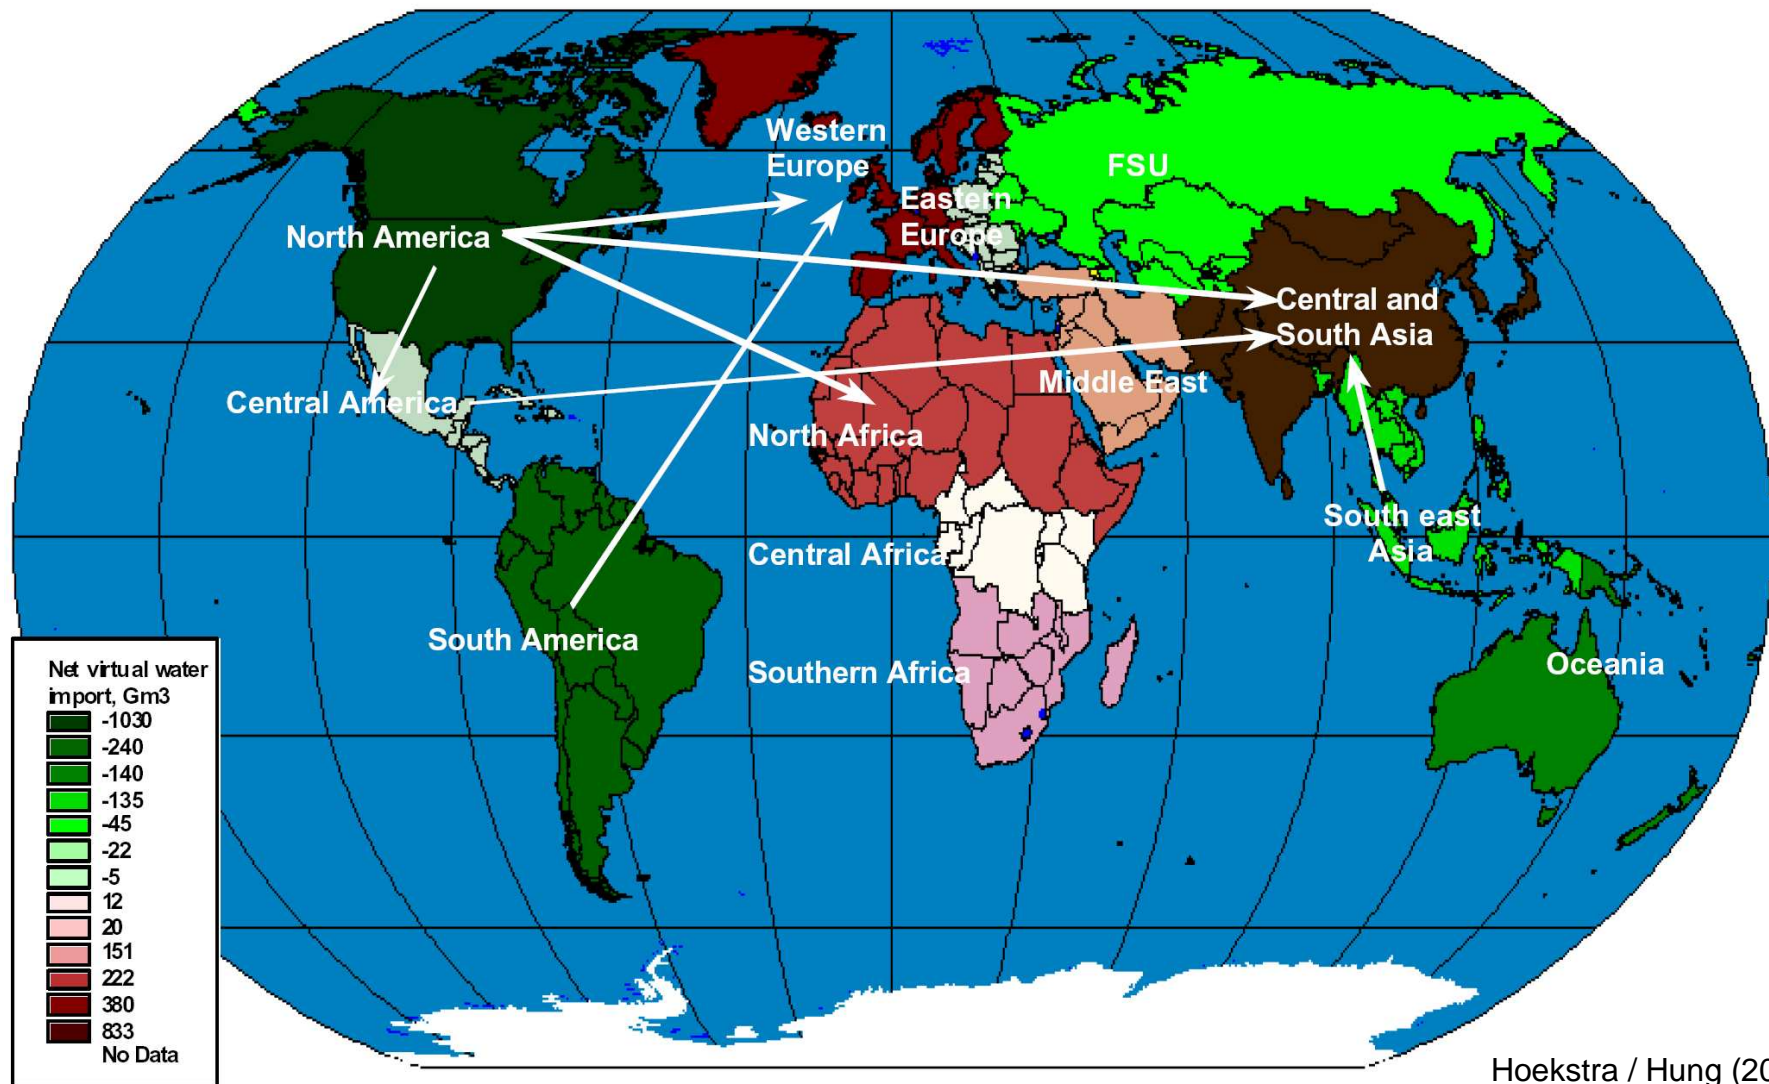 Western
Europe
FSU
Eastern
Europe
North America
Central and
South Asia
Middle East
Central America
North Africa
South east
Asia
Central Africa
South America
Southern Africa
Oceania
Net virtual water
import, Gm3
-1030
-240
-140
-135
-45
-22
-5
12
20
151
222
380
833
No Data
Hoekstra / Hung (20